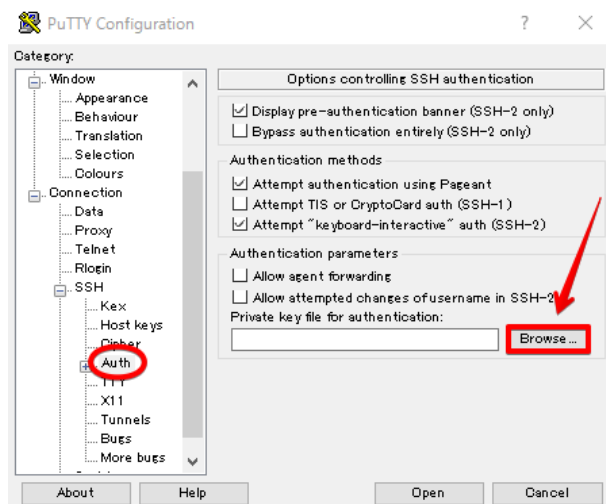 PuTTY Configuration
Category:
Window
Appearance
Behaviour
Translation
Selection
Colours
Connection
Data
Proxy
Telnet
Rlogin
SSH
Kex
Host keys
Cipher
Auth
TTY
X11
Tunnels
Bugs
More bugs
Options controlling SSH authentication
Display pre-authentication banner (SSH-2 only)
Bypass authentication entirely (SSH-2 only)
Authentication methods
Attempt authentication using Pageant
Attempt TIS or CryptoCard auth (SSH-1)
Attempt "keyboard-interactive" auth (SSH-2)
Authentication parameters
Allow agent forwarding
Allow attempted changes of username in SSH-2
Private key file for authentication:
Browse...
About
Help
Open
Cancel